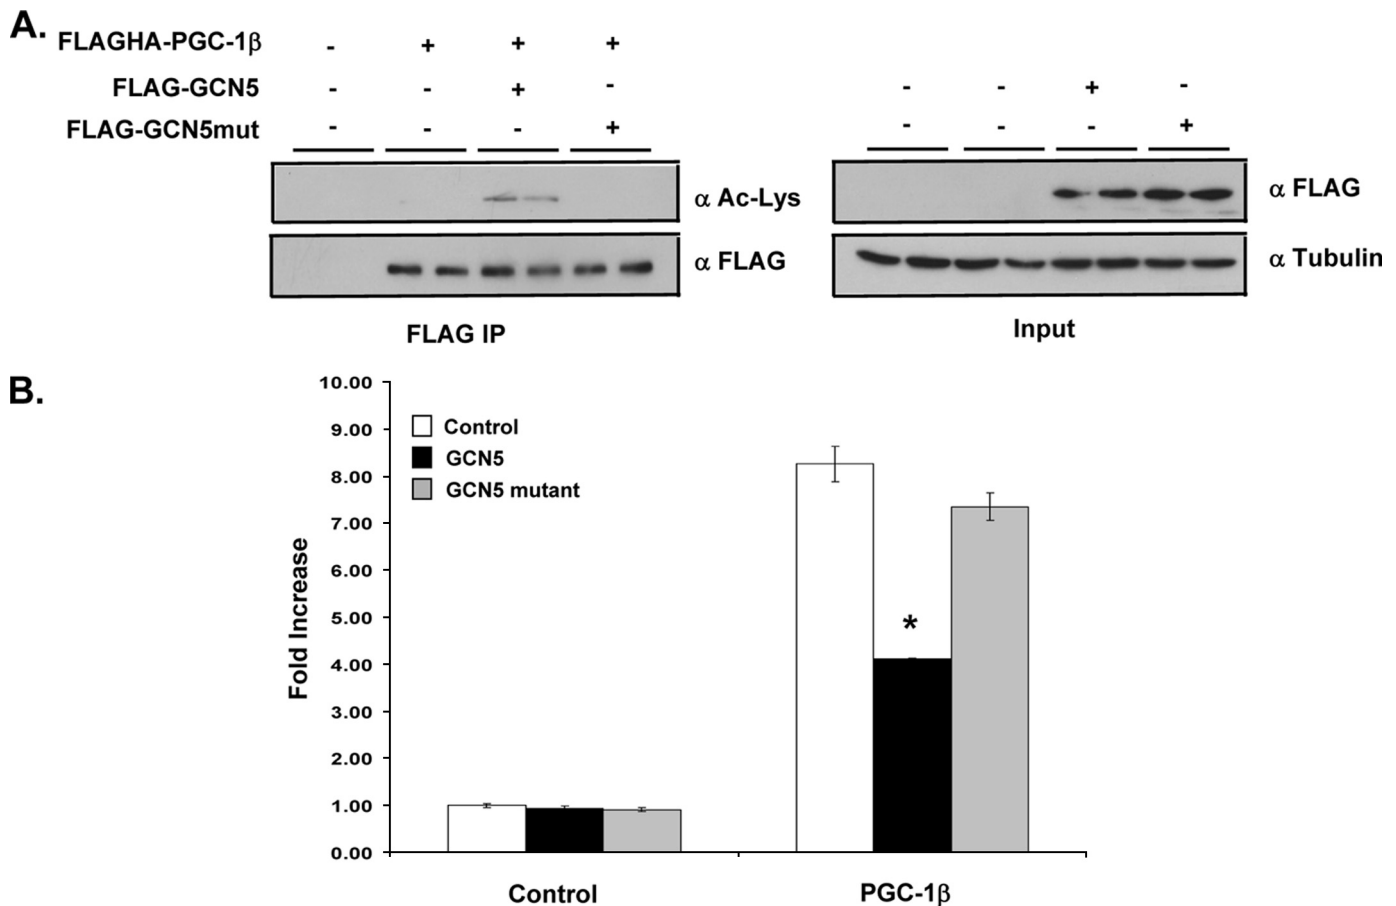 A.
FLAGHA-PGC-1β - + + +
FLAG-GCN5 - - + - - - + -
FLAG-GCN5mut - - - + - - - +
α Ac-Lys
α FLAG
α FLAG
α Tubulin
FLAG IP
Input
B.
10.00
9.00
8.00
7.00
6.00
5.00
4.00
3.00
2.00
1.00
0.00
Fold Increase
Control
GCN5
GCN5 mutant
*
Control
PGC-1β